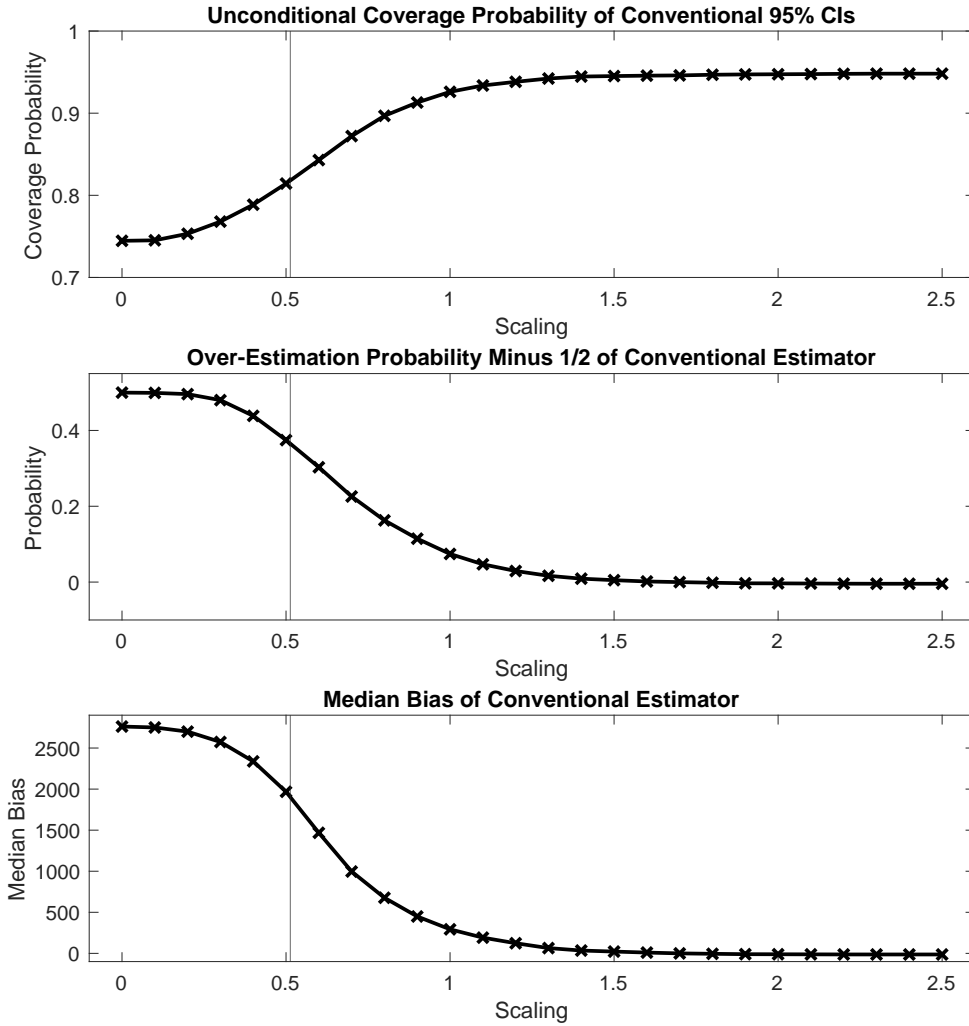 Unconditional Coverage Probability of Conventional 95% CIs
1
0.9
0.8
0.7
Coverage Probability
0 0.5 1 1.5 2 2.5
Scaling
Over-Estimation Probability Minus 1/2 of Conventional Estimator
0.4
0.2
0
Probability
0 0.5 1 1.5 2 2.5
Scaling
Median Bias of Conventional Estimator
2500
2000
1500
1000
500
0
Median Bias
0 0.5 1 1.5 2 2.5
Scaling